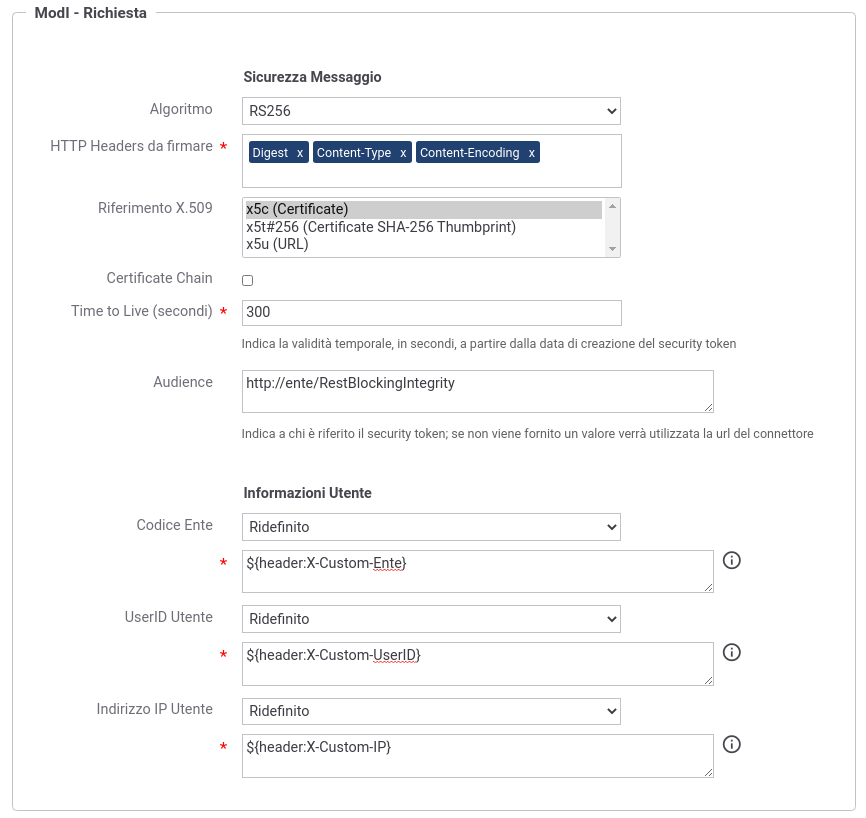 ModI - Richiesta
Sicurezza Messaggio
Algoritmo RS256
HTTP Headers da firmare * Digest x Content-Type x Content-Encoding x
Riferimento X.509 x5c (Certificate)
x5t#256 (Certificate SHA-256 Thumbprint)
x5u (URL)
Certificate Chain
Time to Live (secondi) * 300
Indica la validità temporale, in secondi, a partire dalla data di creazione del security token
Audience http://ente/RestBlockingIntegrity
Indica a chi è riferito il security token; se non viene fornito un valore verrà utilizzata la url del connettore
Informazioni Utente
Codice Ente Ridefinito
* ${header:X-Custom-Ente}
UserID Utente Ridefinito
* ${header:X-Custom-UserID}
Indirizzo IP Utente Ridefinito
* ${header:X-Custom-IP}